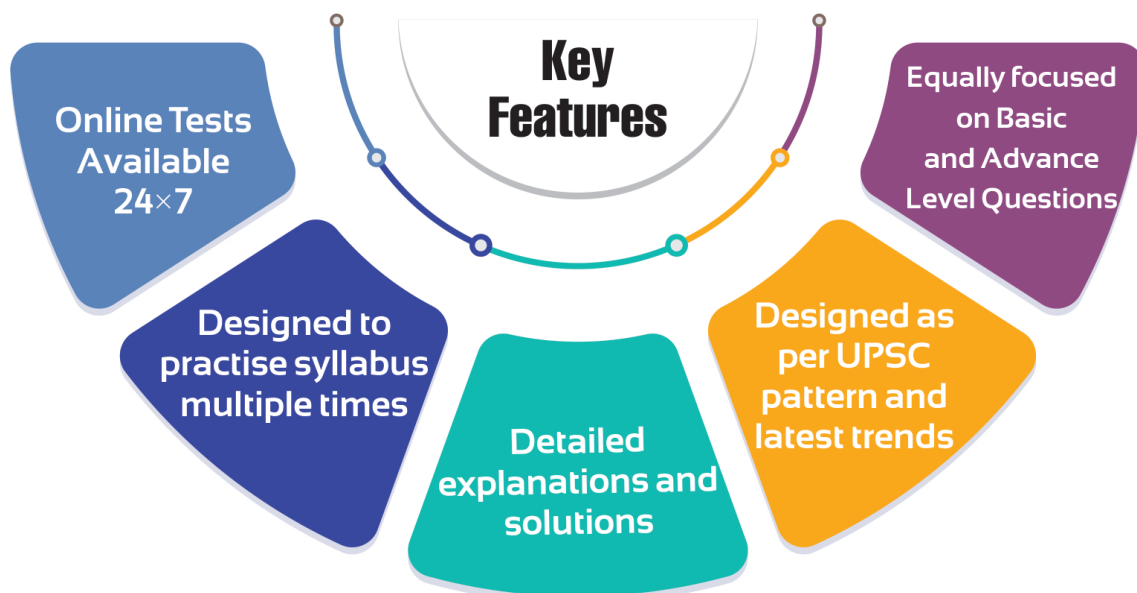 Key
Features
Online Tests
Available
24×7
Designed to
practise syllabus
multiple times
Detailed
explanations and
solutions
Designed as
per UPSC
pattern and
latest trends
Equally focused
on Basic
and Advance
Level Questions